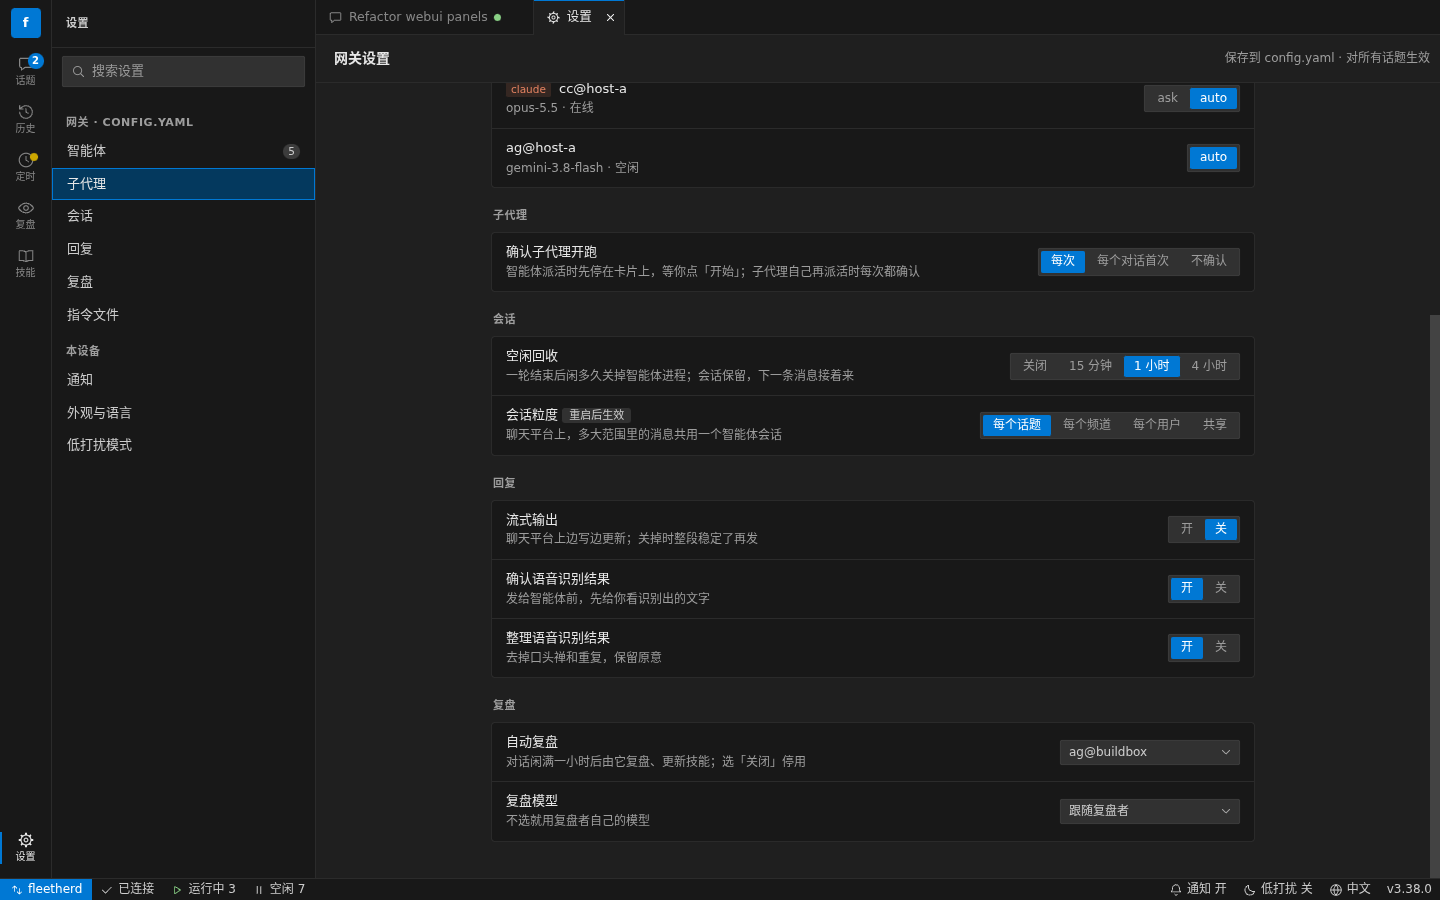 f
2
话题
历史
定时
复盘
技能
设置
设置
搜索设置
网关 · CONFIG.YAML
智能体
5
子代理
会话
回复
复盘
指令文件
本设备
通知
外观与语言
低打扰模式
Refactor webui panels
设置
网关设置
保存到 config.yaml · 对所有话题生效
claude cc@host-a
opus-5.5 · 在线
ask auto
ag@host-a
gemini-3.8-flash · 空闲
auto
子代理
确认子代理开跑
智能体派活时先停在卡片上，等你点「开始」；子代理自己再派活时每次都确认
每次 每个对话首次 不确认
会话
空闲回收
一轮结束后闲多久关掉智能体进程；会话保留，下一条消息接着来
关闭 15 分钟 1 小时 4 小时
会话粒度 重启后生效
聊天平台上，多大范围里的消息共用一个智能体会话
每个话题 每个频道 每个用户 共享
回复
流式输出
聊天平台上边写边更新；关掉时整段稳定了再发
开 关
确认语音识别结果
发给智能体前，先给你看识别出的文字
开 关
整理语音识别结果
去掉口头禅和重复，保留原意
开 关
复盘
自动复盘
对话闲满一小时后由它复盘、更新技能；选「关闭」停用
ag@buildbox
复盘模型
不选就用复盘者自己的模型
跟随复盘者
fleetherd 已连接 运行中 3 空闲 7
通知 开 低打扰 关 中文 v3.38.0